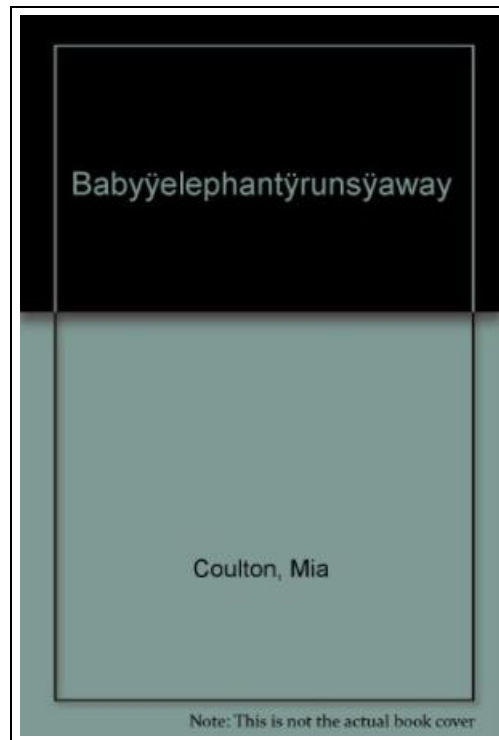 Babyÿelephantÿrunsÿaway
Coulton, Mia
Note: This is not the actual book cover